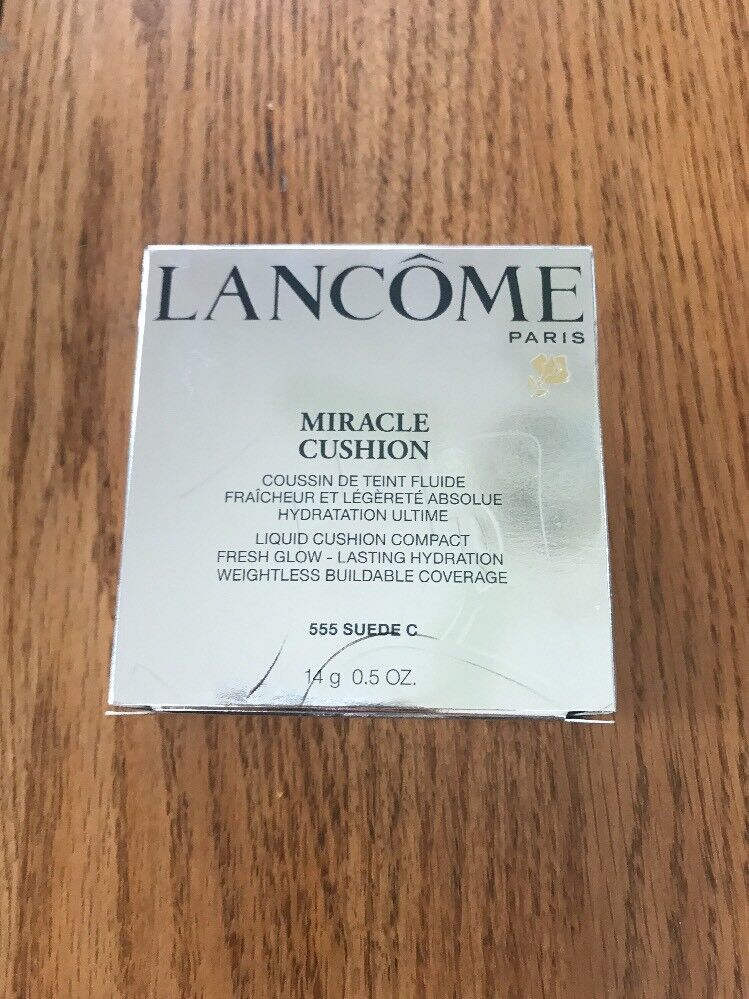 LANCÔME
PARIS
MIRACLE
CUSHION
COUSSIN DE TEINT FLUIDE
FRAÎCHEUR ET LÉGÈRETÉ ABSOLUE
HYDRATATION ULTIME
LIQUID CUSHION COMPACT
FRESH GLOW - LASTING HYDRATION
WEIGHTLESS BUILDABLE COVERAGE
555 SUEDE C
14 g 0.5 OZ.